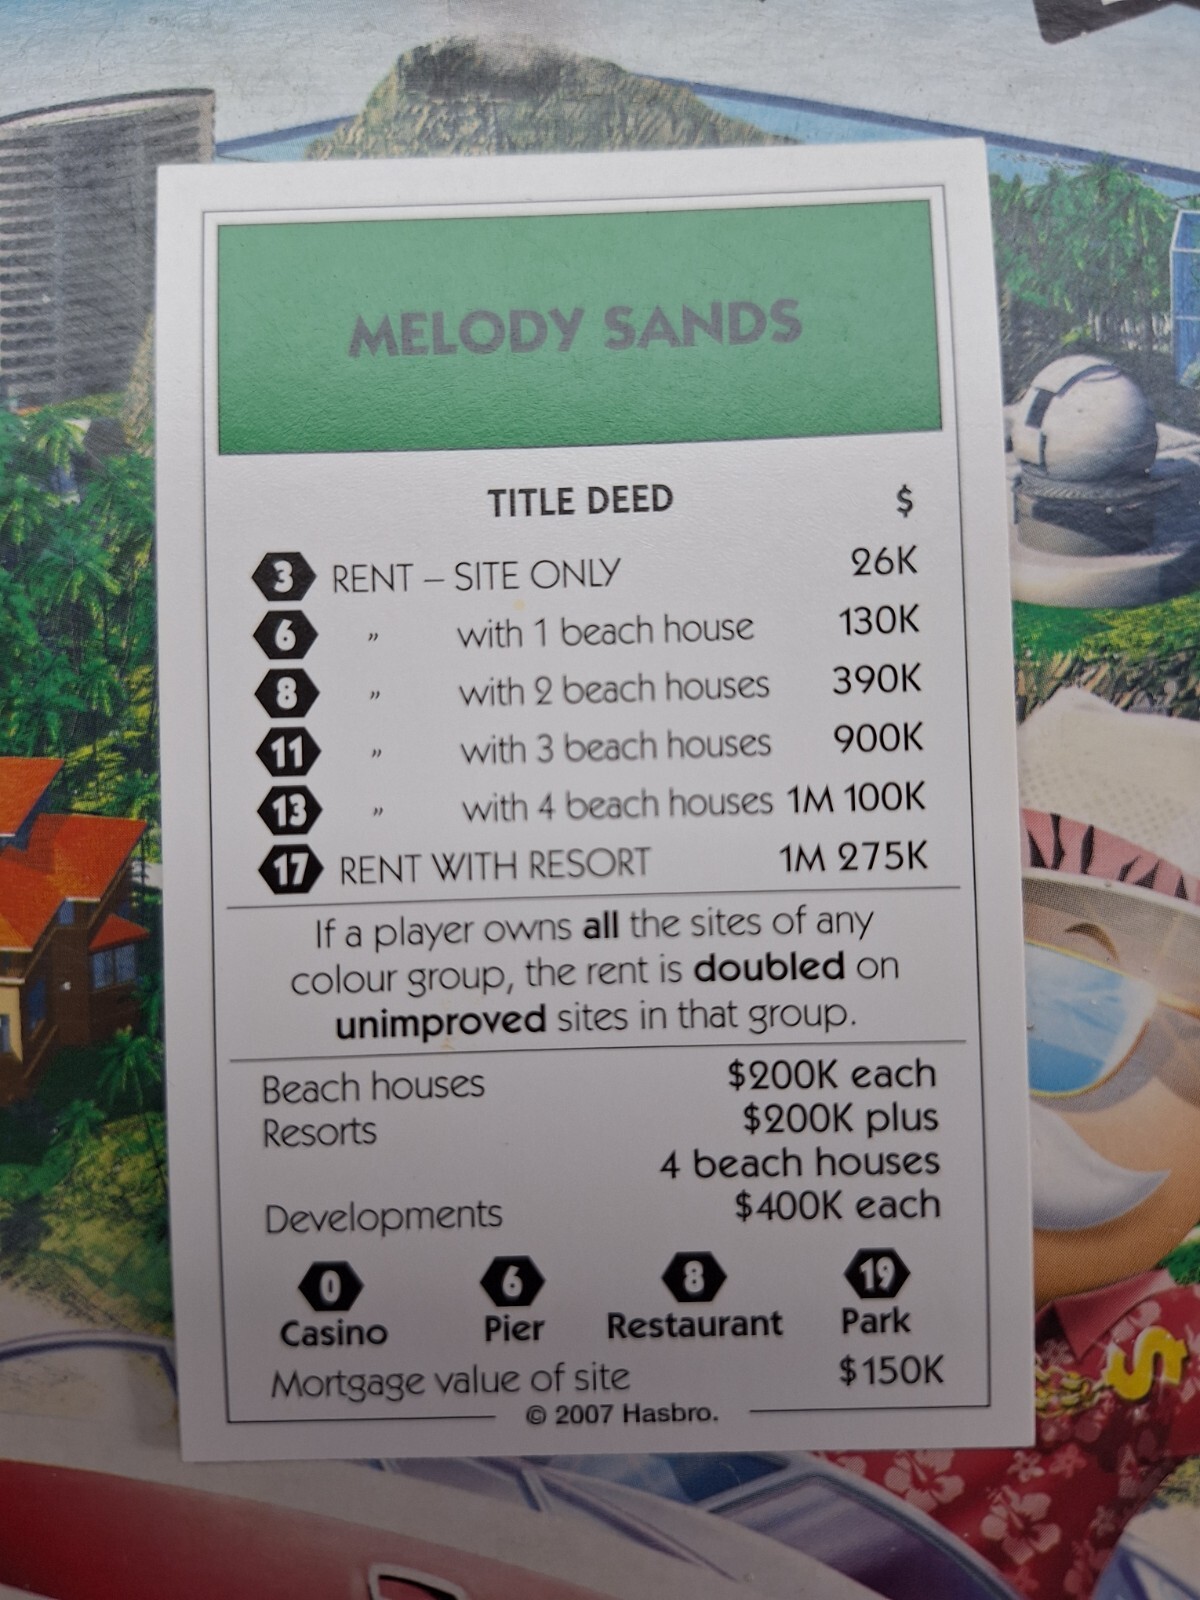 MELODY SANDS
TITLE DEED $
3 RENT – SITE ONLY 26K
6 " with 1 beach house 130K
8 " with 2 beach houses 390K
11 " with 3 beach houses 900K
13 " with 4 beach houses 1M 100K
17 RENT WITH RESORT 1M 275K
If a player owns all the sites of any
colour group, the rent is doubled on
unimproved sites in that group.
Beach houses $200K each
Resorts $200K plus
4 beach houses
Developments $400K each
0 6 8 19
Casino Pier Restaurant Park
Mortgage value of site $150K
© 2007 Hasbro.